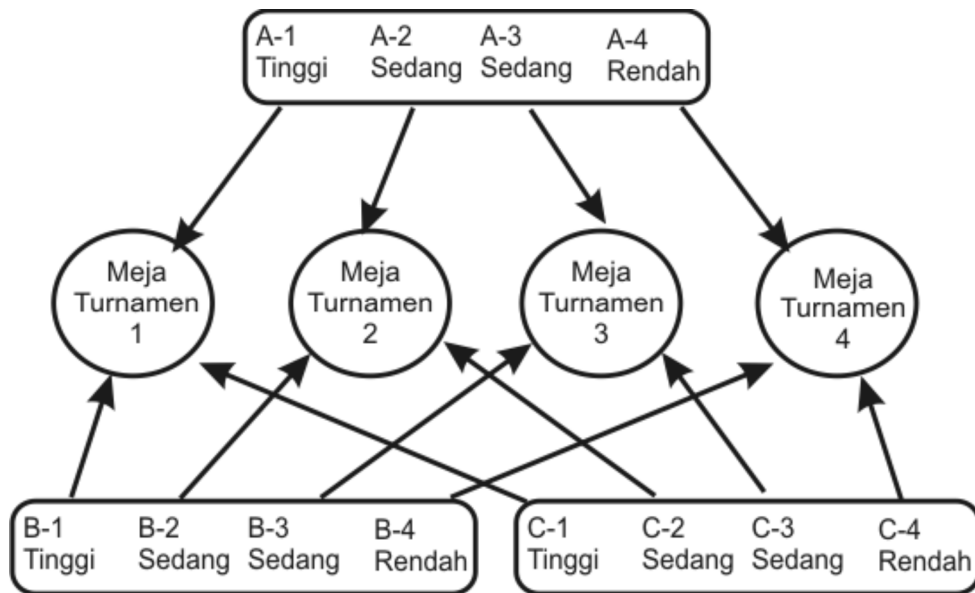 A-1 A-2 A-3 A-4
Tinggi Sedang Sedang Rendah
Meja
Turnamen
1
Meja
Turnamen
2
Meja
Turnamen
3
Meja
Turnamen
4
B-1 B-2 B-3 B-4
Tinggi Sedang Sedang Rendah
C-1 C-2 C-3 C-4
Tinggi Sedang Sedang Rendah